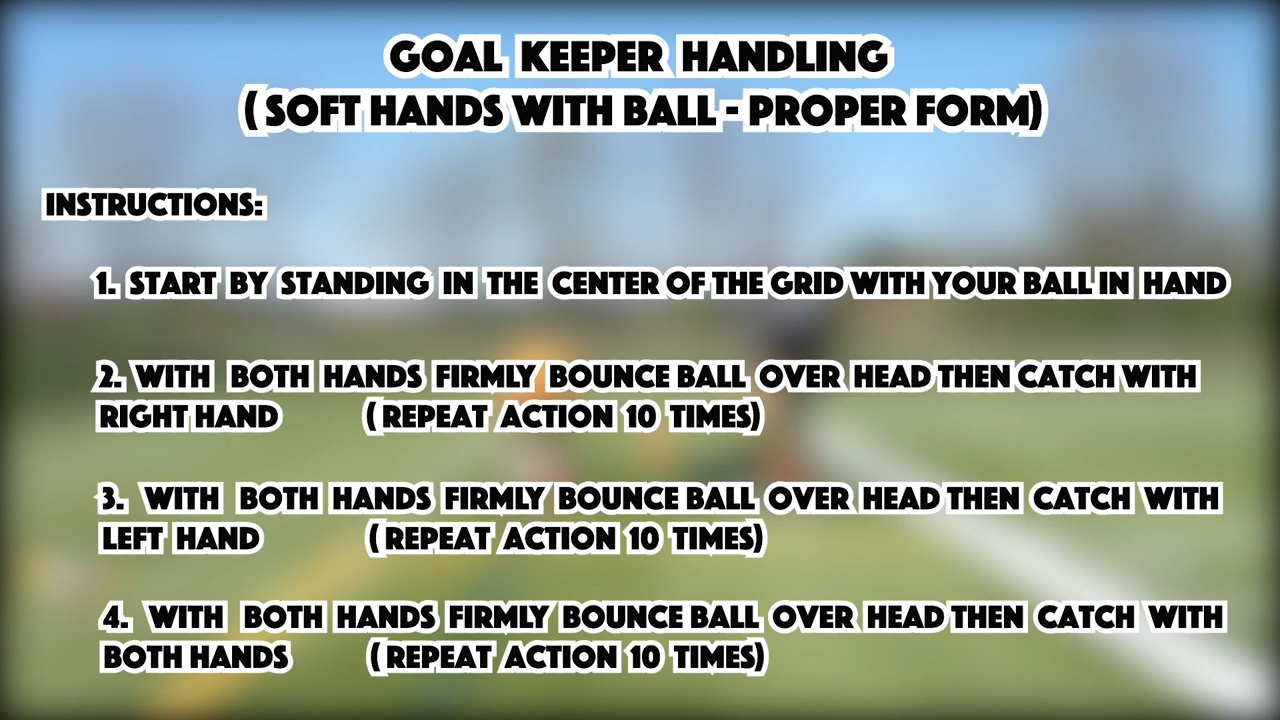 GOAL KEEPER HANDLING
( SOFT HANDS WITH BALL - PROPER FORM)
INSTRUCTIONS:
1. START BY STANDING IN THE CENTER OF THE GRID WITH YOUR BALL IN HAND
2. WITH BOTH HANDS FIRMLY BOUNCE BALL OVER HEAD THEN CATCH WITH
RIGHT HAND ( REPEAT ACTION 10 TIMES)
3. WITH BOTH HANDS FIRMLY BOUNCE BALL OVER HEAD THEN CATCH WITH
LEFT HAND ( REPEAT ACTION 10 TIMES)
4. WITH BOTH HANDS FIRMLY BOUNCE BALL OVER HEAD THEN CATCH WITH
BOTH HANDS ( REPEAT ACTION 10 TIMES)